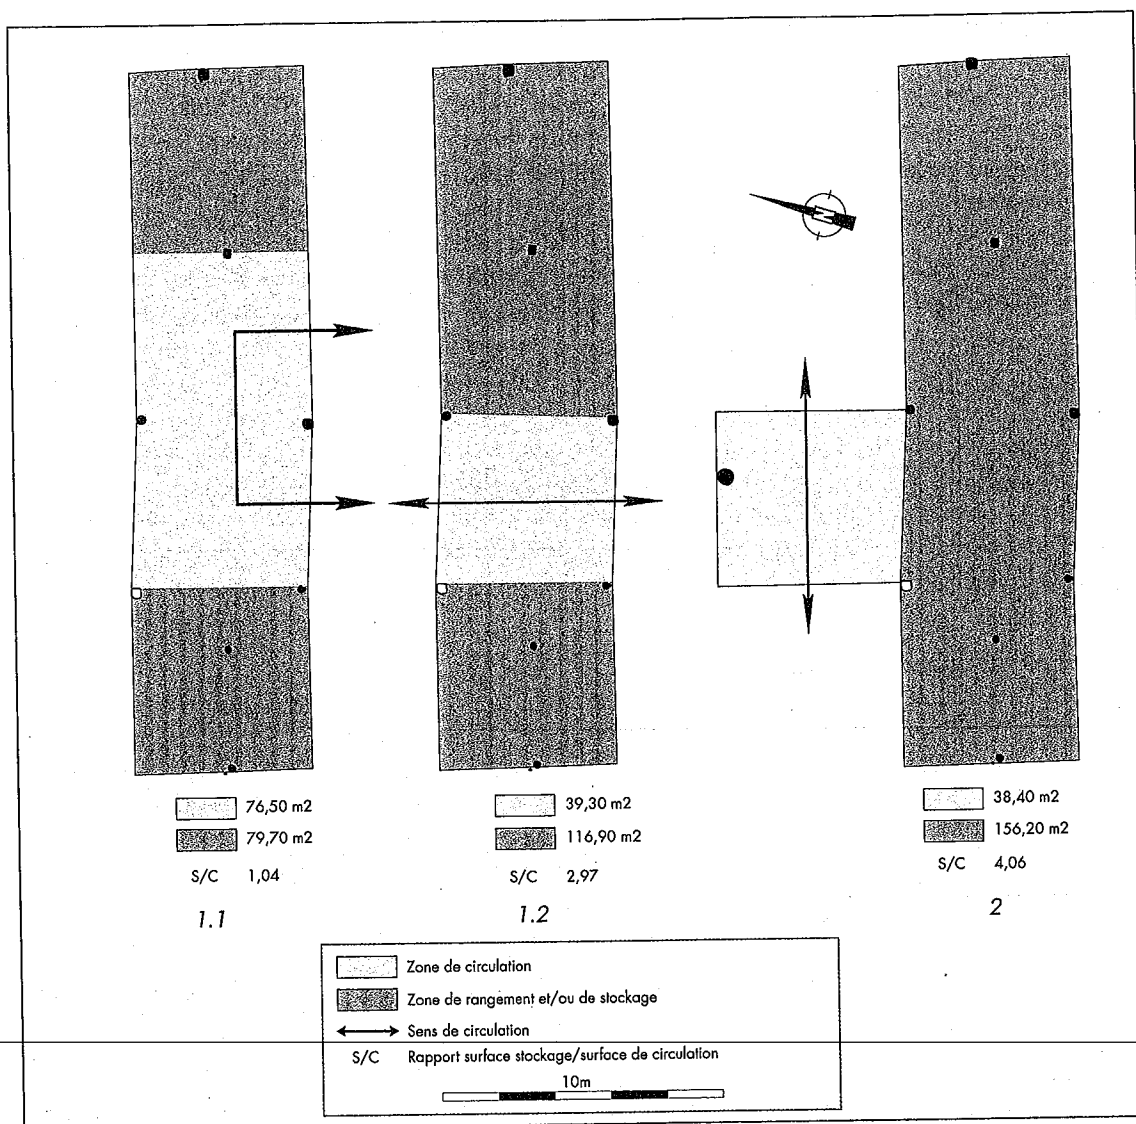 76,50 m2
79,70 m2
S/C 1,04
1.1
39,30 m2
116,90 m2
S/C 2,97
1.2
38,40 m2
156,20 m2
S/C 4,06
2
Zone de circulation
Zone de rangement et/ou de stockage
Sens de circulation
S/C Rapport surface stockage/surface de circulation
10m